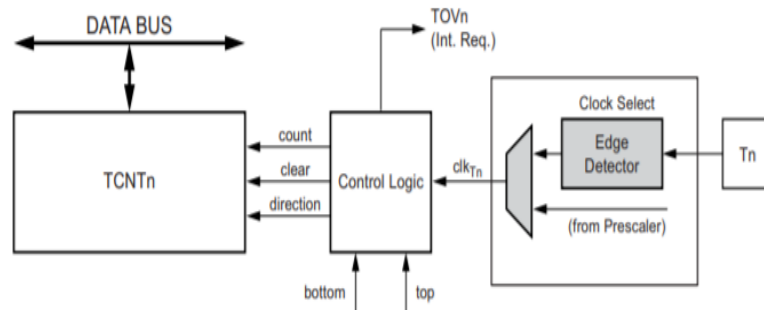 DATA BUS
TOVn
(Int. Req.)
TCNTn
count
clear
direction
Control Logic
clkTn
Clock Select
Edge
Detector
(from Prescaler)
Tn
bottom
top